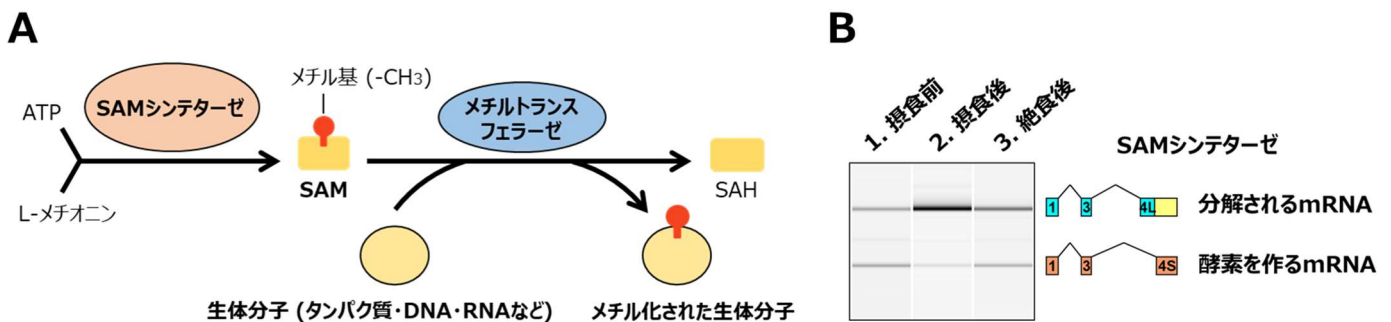 A
ATP
L-メチオニン
SAMシンテターゼ
メチル基 (-CH3)
SAM
メチルトランス
フェラーゼ
SAH
生体分子 (タンパク質・DNA・RNAなど)
メチル化された生体分子
B
1. 摂食前
2. 摂食後
3. 絶食後
SAMシンテターゼ
1 3 4L 分解されるmRNA
1 3 4S 酵素を作るmRNA